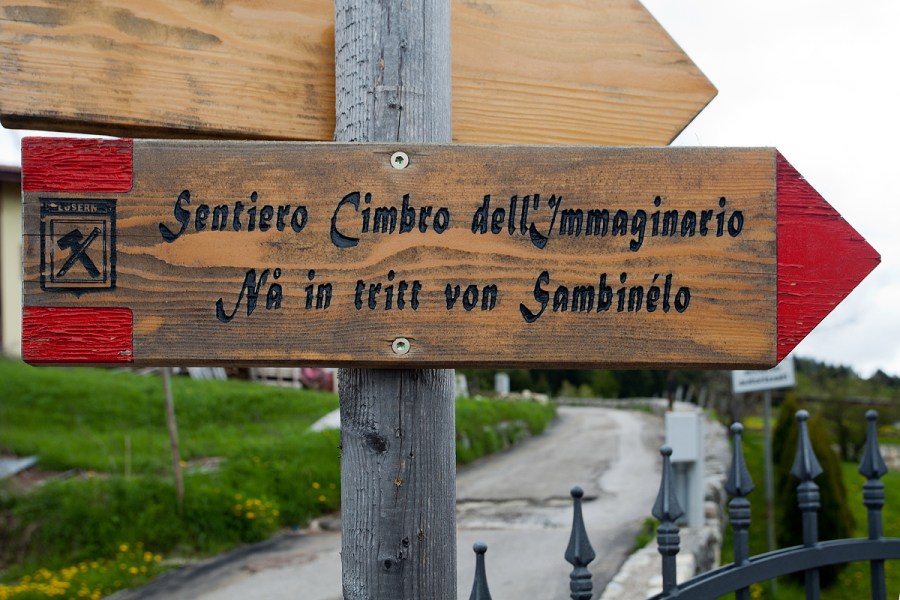 LUSERN
Sentiero Cimbro dell'Immaginario
Nå in tritt von Sambinélo